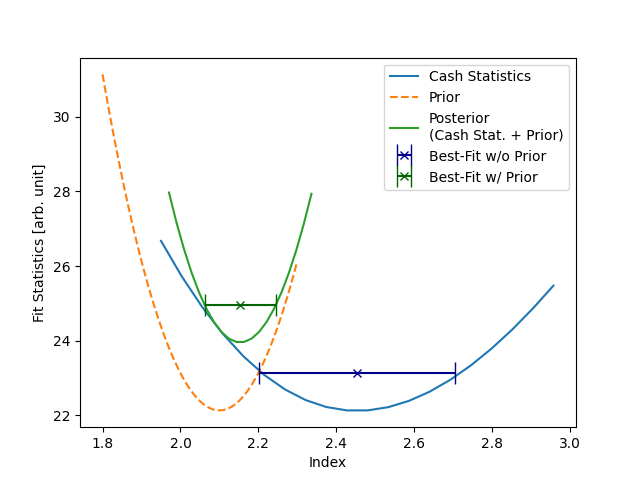 Cash Statistics
Prior
Posterior
(Cash Stat. + Prior)
Best-Fit w/o Prior
Best-Fit w/ Prior
Fit Statistics [arb. unit]
30
28
26
24
22
1.8 2.0 2.2 2.4 2.6 2.8 3.0
Index